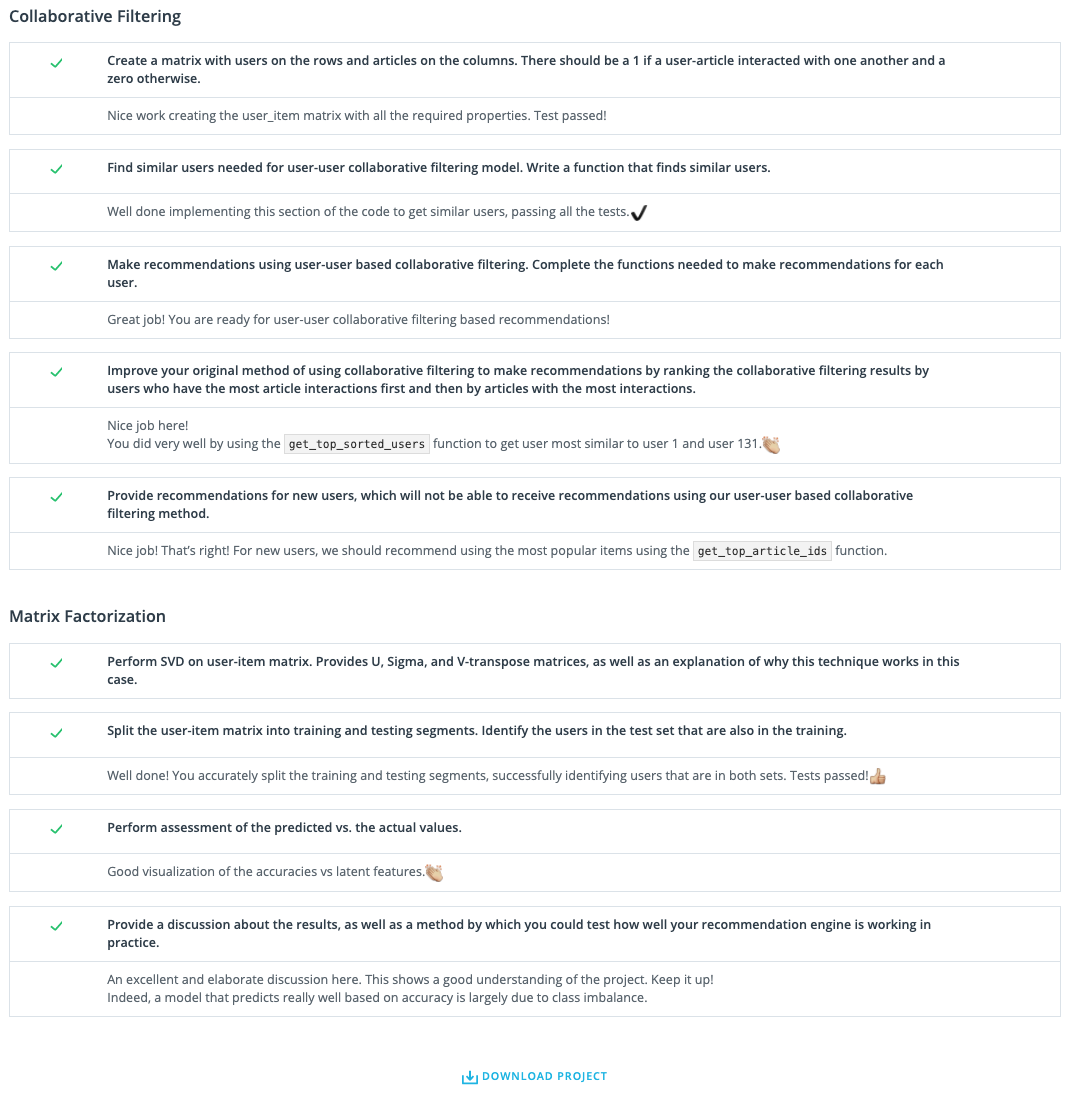 Collaborative Filtering
Create a matrix with users on the rows and articles on the columns. There should be a 1 if a user-article interacted with one another and a
zero otherwise.
Nice work creating the user_item matrix with all the required properties. Test passed!
Find similar users needed for user-user collaborative filtering model. Write a function that finds similar users.
Well done implementing this section of the code to get similar users, passing all the tests.
Make recommendations using user-user based collaborative filtering. Complete the functions needed to make recommendations for each
user.
Great job! You are ready for user-user collaborative filtering based recommendations!
Improve your original method of using collaborative filtering to make recommendations by ranking the collaborative filtering results by
users who have the most article interactions first and then by articles with the most interactions.
Nice job here!
You did very well by using the get_top_sorted_users function to get user most similar to user 1 and user 131.
Provide recommendations for new users, which will not be able to receive recommendations using our user-user based collaborative
filtering method.
Nice job! That’s right! For new users, we should recommend using the most popular items using the get_top_article_ids function.
Matrix Factorization
Perform SVD on user-item matrix. Provides U, Sigma, and V-transpose matrices, as well as an explanation of why this technique works in this
case.
Split the user-item matrix into training and testing segments. Identify the users in the test set that are also in the training.
Well done! You accurately split the training and testing segments, successfully identifying users that are in both sets. Tests passed!
Perform assessment of the predicted vs. the actual values.
Good visualization of the accuracies vs latent features.
Provide a discussion about the results, as well as a method by which you could test how well your recommendation engine is working in
practice.
An excellent and elaborate discussion here. This shows a good understanding of the project. Keep it up!
Indeed, a model that predicts really well based on accuracy is largely due to class imbalance.
DOWNLOAD PROJECT